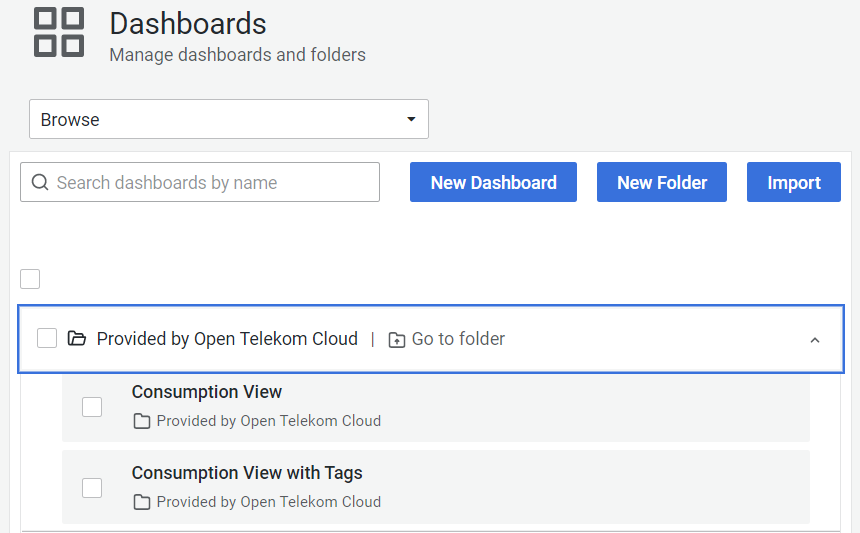 Dashboards
Manage dashboards and folders
Browse
Search dashboards by name
New Dashboard
New Folder
Import
Provided by Open Telekom Cloud | Go to folder
Consumption View
Provided by Open Telekom Cloud
Consumption View with Tags
Provided by Open Telekom Cloud